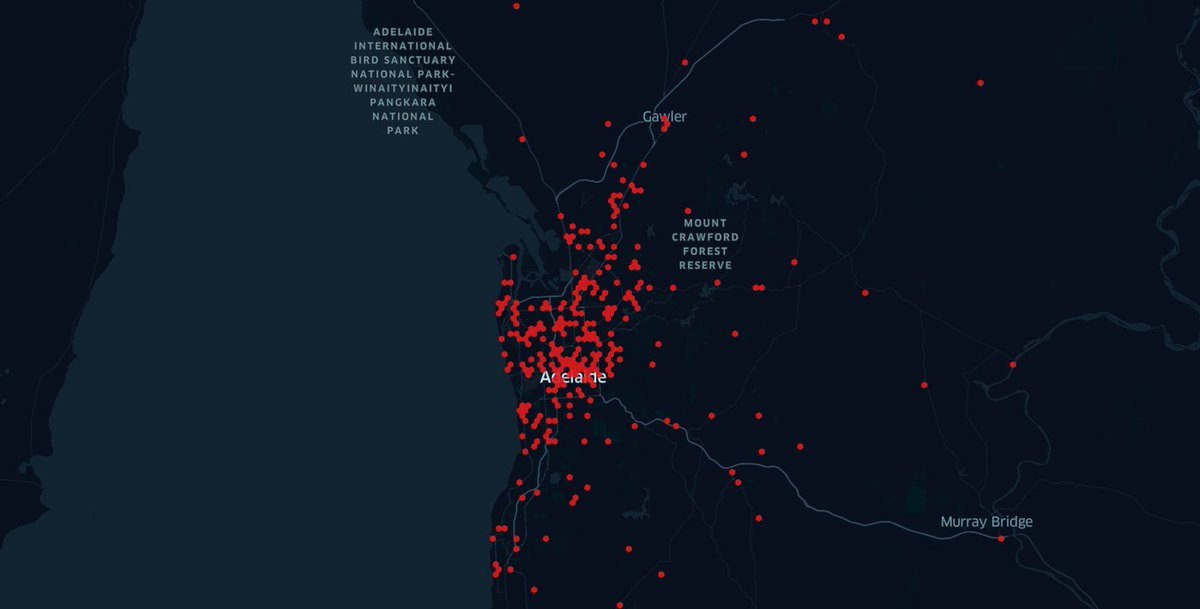 ADELAIDE
INTERNATIONAL
BIRD SANCTUARY
NATIONAL PARK-
WINAITYINAITYI
PANGKARA
NATIONAL
PARK
Gawler
MOUNT
CRAWFORD
FOREST
RESERVE
Adelaide
Murray Bridge